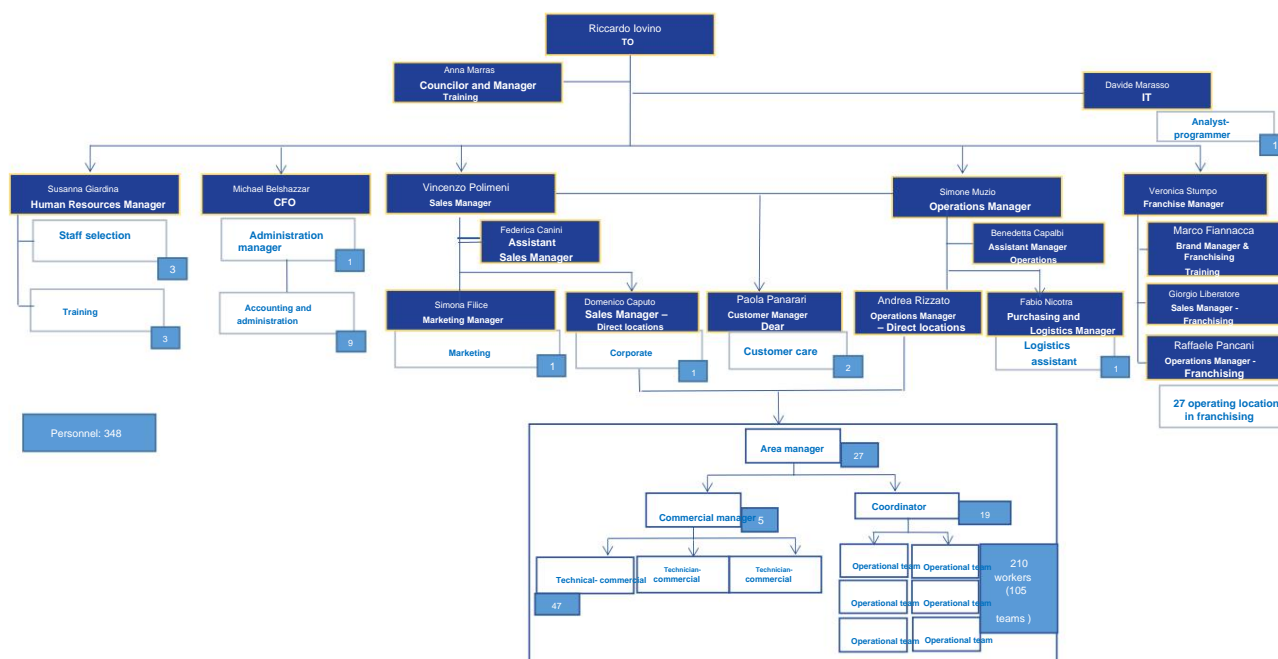 Riccardo Iovino
TO
Anna Marras
Councilor and Manager
Training
Davide Marasso
IT
Analyst-
programmer
1
Susanna Giardina
Human Resources Manager
Michael Belshazzar
CFO
Vincenzo Polimeni
Sales Manager
Simone Muzio
Operations Manager
Veronica Stumpo
Franchise Manager
Staff selection
3
Training
3
Administration
manager
1
Accounting and
administration
9
Federica Canini
Assistant
Sales Manager
Benedetta Capalbi
Assistant Manager
Operations
Marco Fiannacca
Brand Manager &
Franchising
Training
Simona Filice
Marketing Manager
Marketing
1
Domenico Caputo
Sales Manager –
Direct locations
Corporate
1
Paola Panarari
Customer Manager
Dear
Customer care
2
Andrea Rizzato
Operations Manager
– Direct locations
Fabio Nicotra
Purchasing and
Logistics Manager
Logistics
assistant
1
Giorgio Liberatore
Sales Manager -
Franchising
Raffaele Pancani
Operations Manager -
Franchising
27 operating location
in franchising
Personnel: 348
Area manager
27
Commercial manager
5
Coordinator
19
Technical- commercial
47
Technician-
commercial
Technician-
commercial
Operational team
Operational team
Operational team
Operational team
Operational team
Operational team
210
workers
(105
teams )